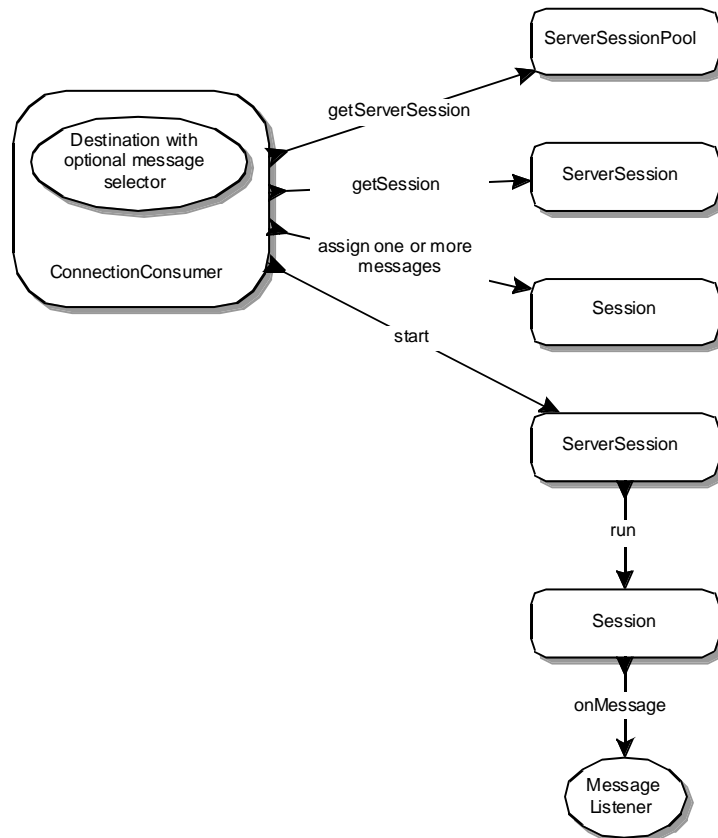 ServerSessionPool
getServerSession
Destination with
optional message
selector
ServerSession
getSession
assign one or more
messages
ConnectionConsumer
Session
start
ServerSession
run
Session
onMessage
Message
Listener